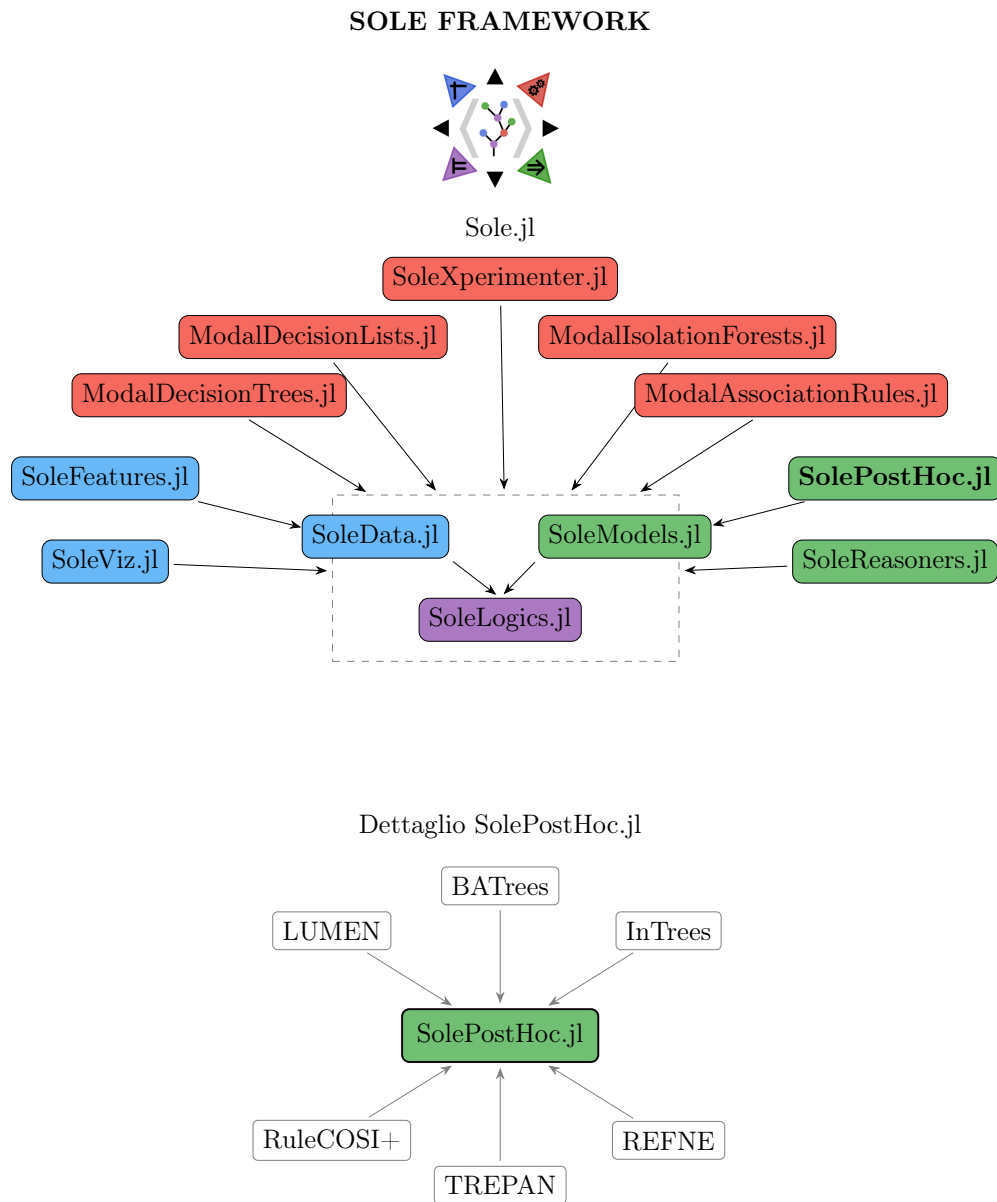 SOLE FRAMEWORK
Sole.jl
SoleXperimenter.jl
ModalDecisionLists.jl
ModalIsolationForests.jl
ModalDecisionTrees.jl
ModalAssociationRules.jl
SoleFeatures.jl
SolePostHoc.jl
SoleData.jl
SoleModels.jl
SoleViz.jl
SoleReasoners.jl
SoleLogics.jl
Dettaglio SolePostHoc.jl
BATrees
LUMEN
InTrees
SolePostHoc.jl
RuleCOSI+
REFNE
TREPAN